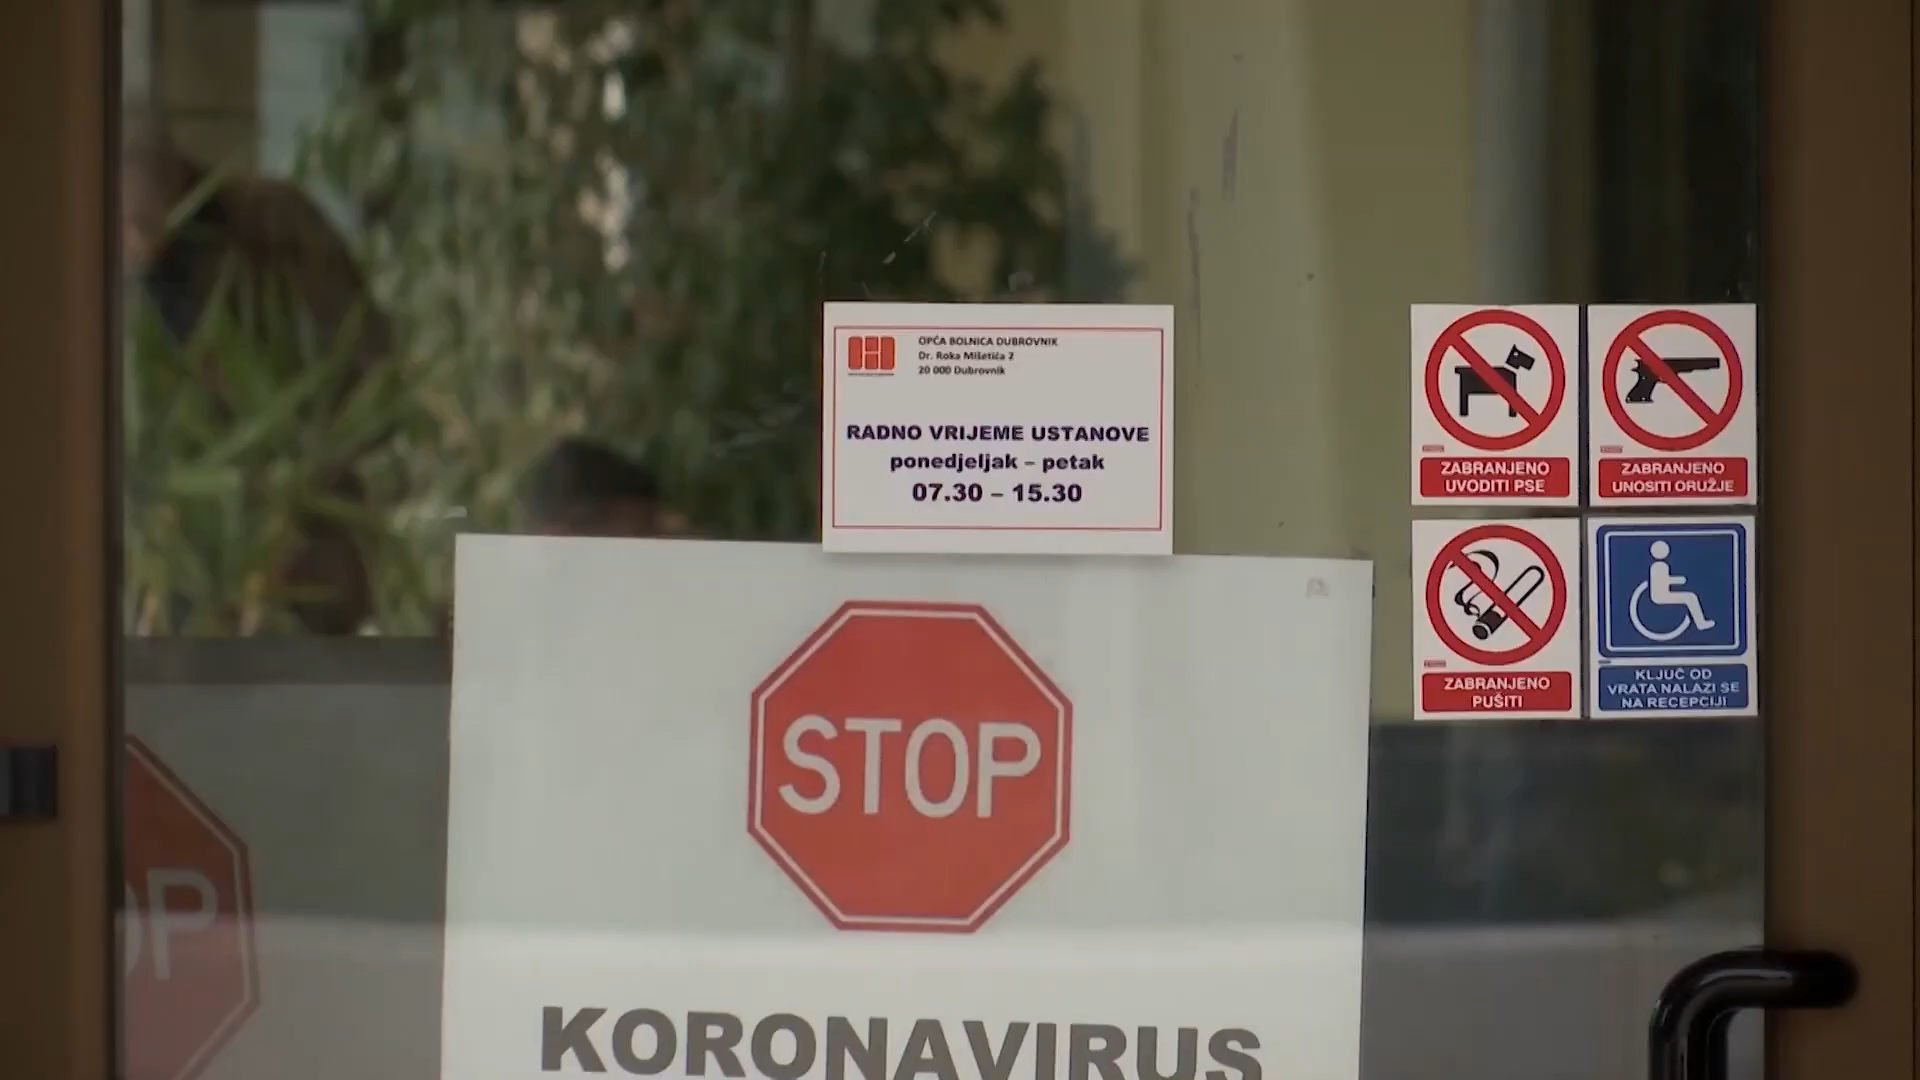 OPĆA BOLNICA DUBROVNIK
Dr. Roka Mišetića 2
20 000 Dubrovnik
RADNO VRIJEME USTANOVE
ponedjeljak – petak
07.30 – 15.30
ZABRANJENO
UVODITI PSE
ZABRANJENO
UNOSITI ORUŽJE
ZABRANJENO
PUŠITI
KLJUČ OD
VRATA NALAZI SE
NA RECEPCIJI
STOP
OP
KORONAVIRUS